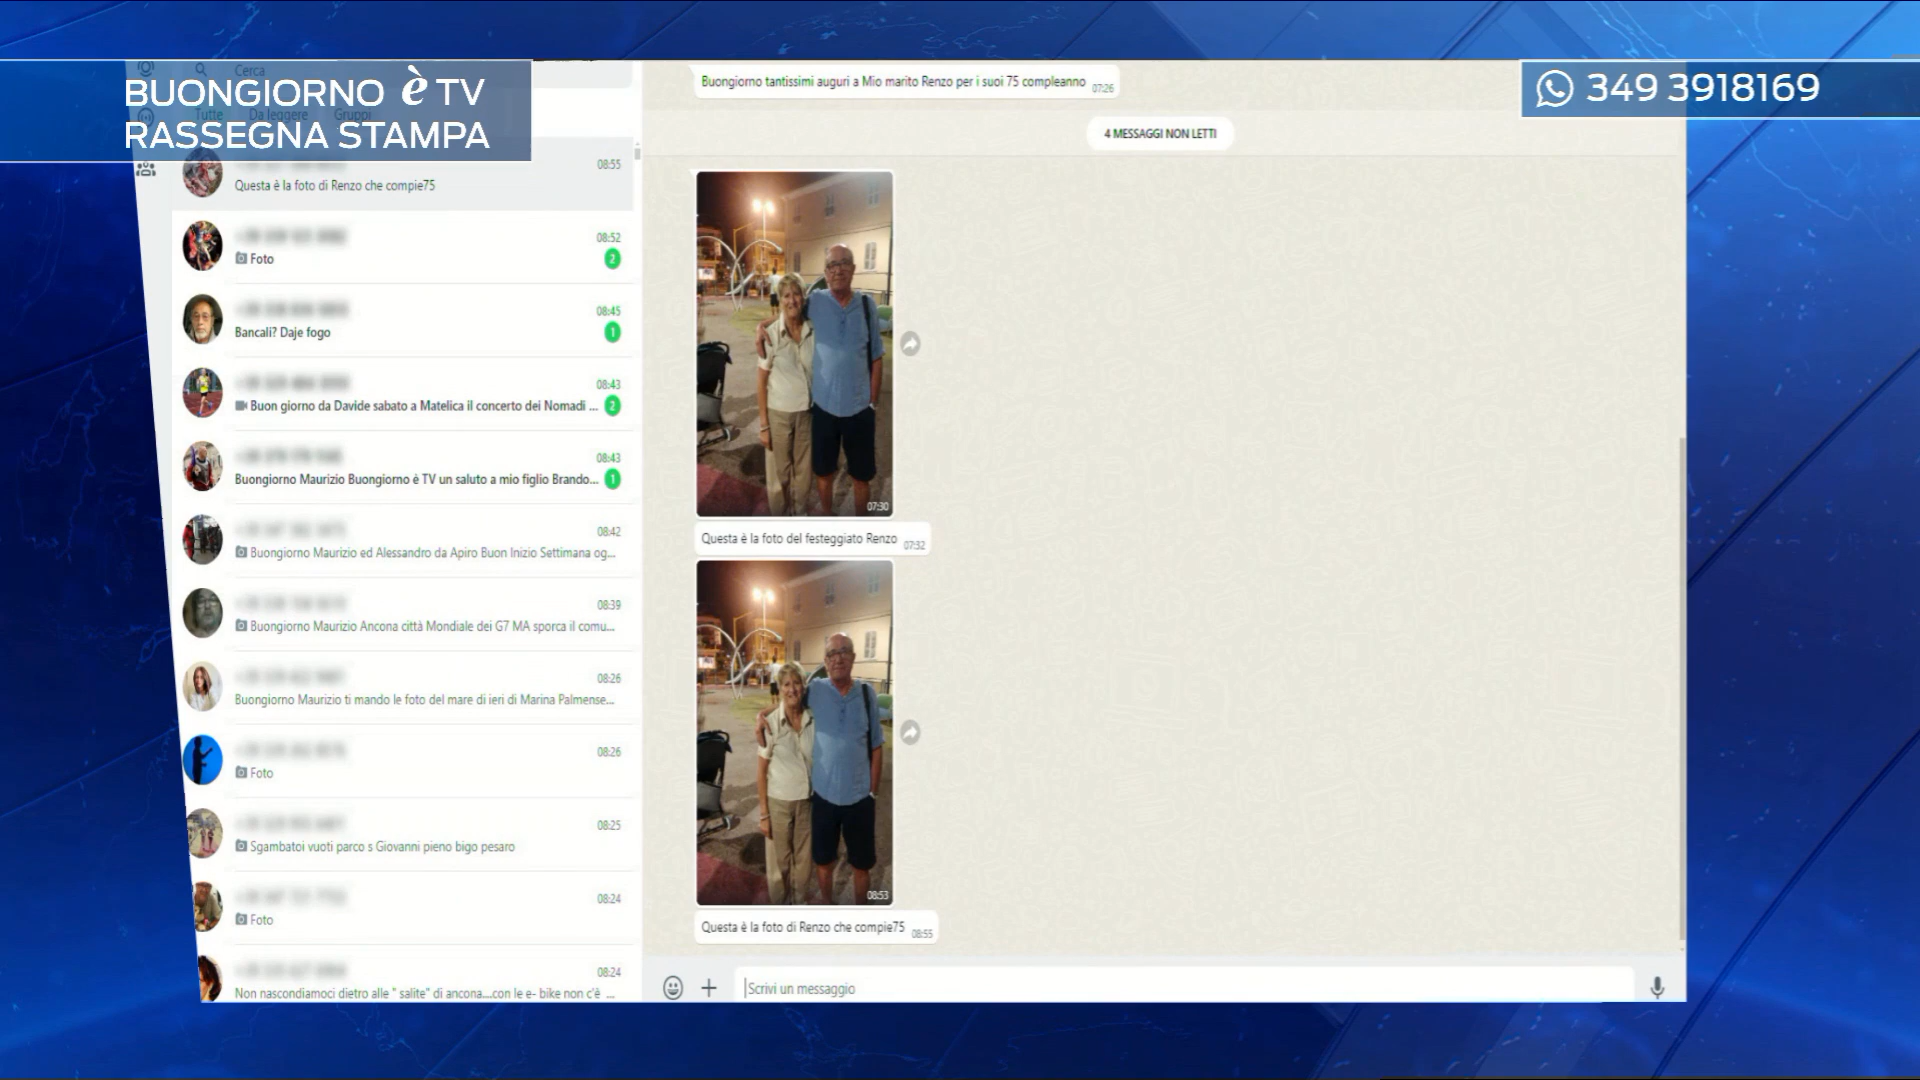 BUONGIORNO è TV
RASSEGNA STAMPA
349 3918169
Cerca
Tutte Da leggere Gruppi
08:55
Questa è la foto di Renzo che compie75
08:52
Foto
2
08:45
Bancali? Daje fogo
1
08:43
Buon giorno da Davide sabato a Matelica il concerto dei Nomadi ...
2
08:43
Buongiorno Maurizio Buongiorno è TV un saluto a mio figlio Brando...
1
08:42
Buongiorno Maurizio ed Alessandro da Apiro Buon Inizio Settimana og...
08:39
Buongiorno Maurizio Ancona città Mondiale dei G7 MA sporca il comu...
08:26
Buongiorno Maurizio ti mando le foto del mare di ieri di Marina Palmense...
08:26
Foto
08:25
Sgambatoi vuoti parco s Giovanni pieno bigo pesaro
08:24
Foto
08:24
Non nascondiamoci dietro alle " salite" di ancona....con le e- bike non c'è ...
Buongiorno tantissimi auguri a Mio marito Renzo per i suoi 75 compleanno 07:26
4 MESSAGGI NON LETTI
07:30
Questa è la foto del festeggiato Renzo 07:32
08:53
Questa è la foto di Renzo che compie75 08:55
Scrivi un messaggio